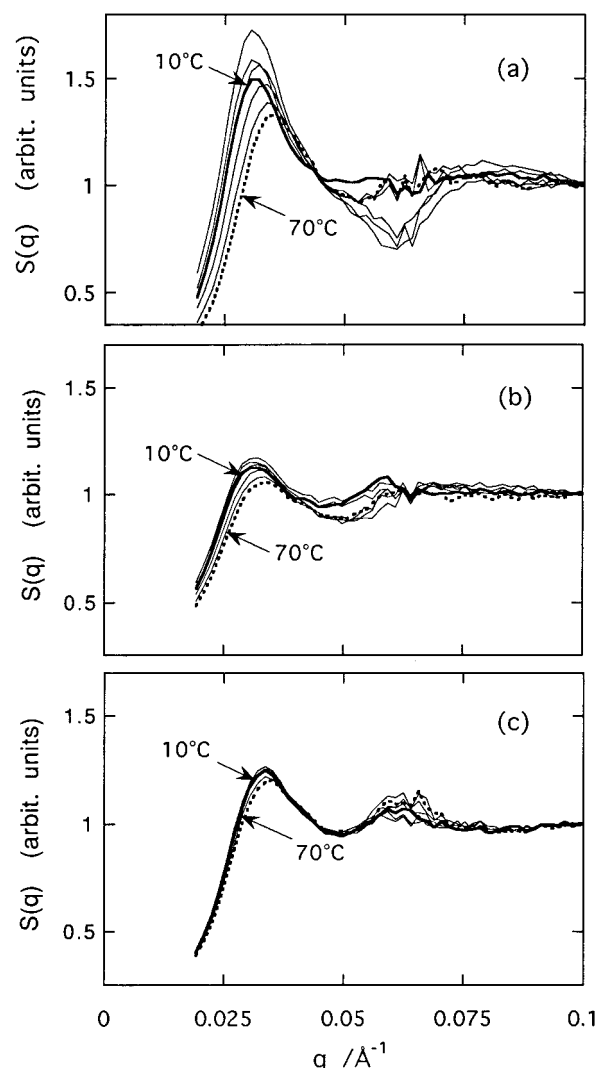 (a)
10°C
70°C
1.5
1
0.5
S(q) (arbit. units)
(b)
10°C
70°C
1.5
1
0.5
S(q) (arbit. units)
(c)
10°C
70°C
1.5
1
0.5
S(q) (arbit. units)
0 0.025 0.05 0.075 0.1
q /Å⁻¹